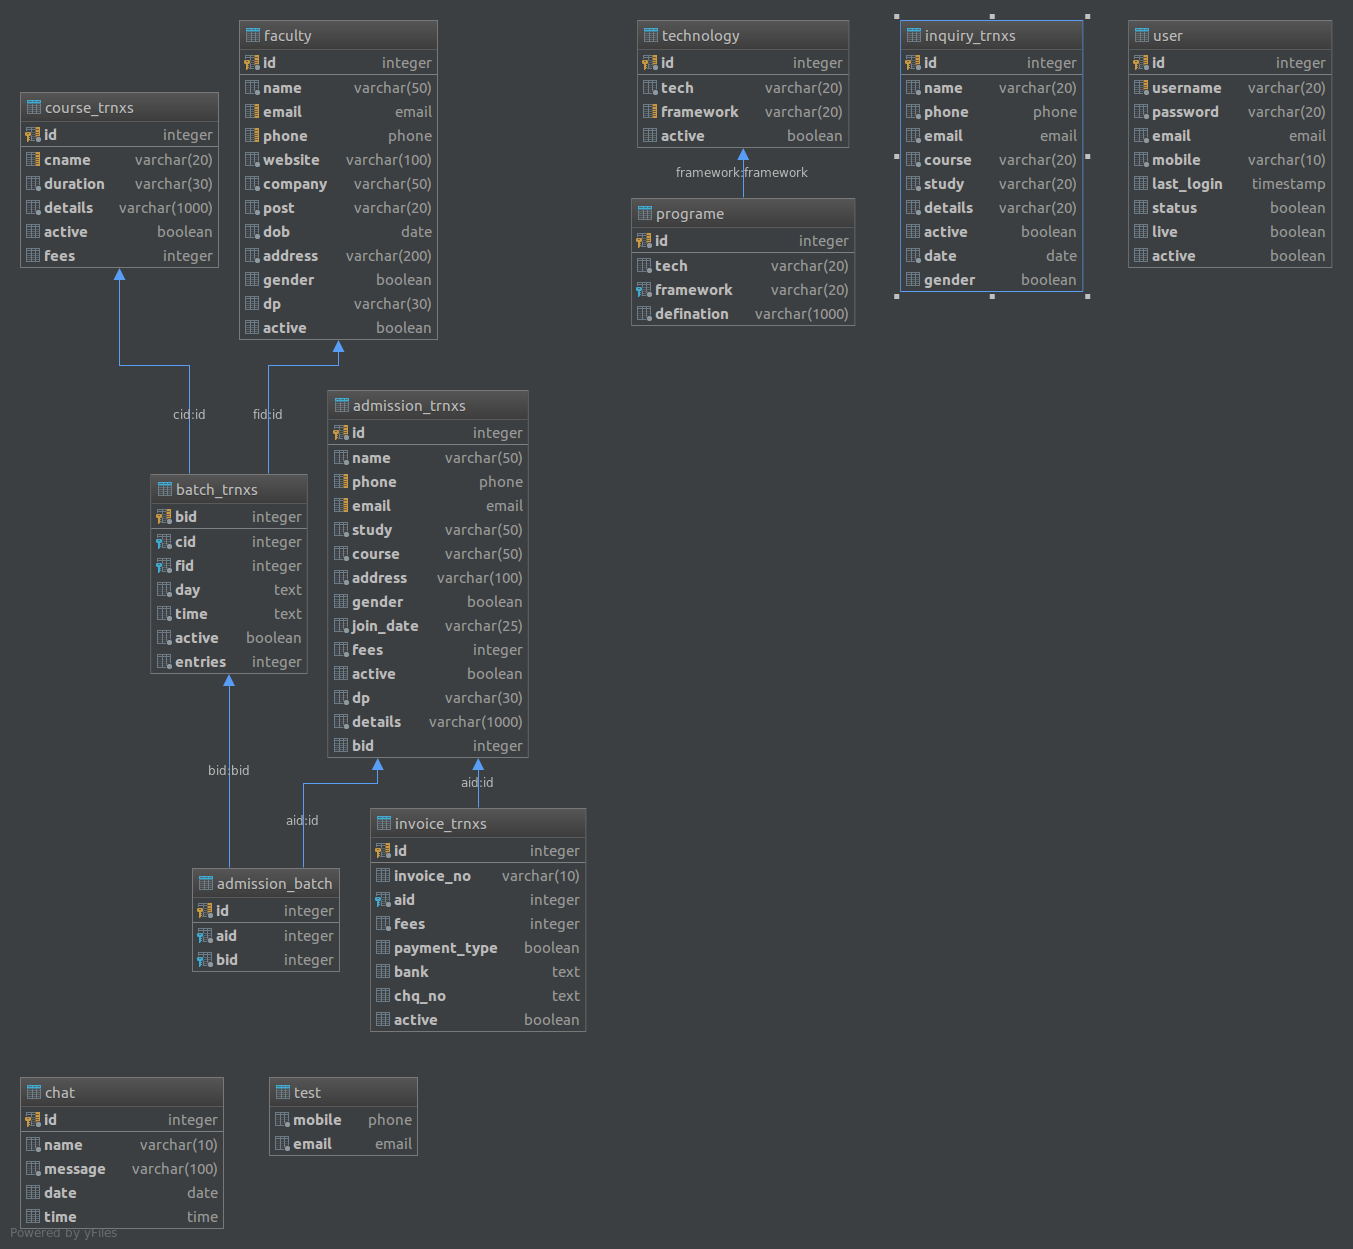 faculty
id integer
name varchar(50)
email email
phone phone
website varchar(100)
company varchar(50)
post varchar(20)
dob date
address varchar(200)
gender boolean
dp varchar(30)
active boolean
technology
id integer
tech varchar(20)
framework varchar(20)
active boolean
framework:framework
programe
id integer
tech varchar(20)
framework varchar(20)
defination varchar(1000)
inquiry_trnxs
id integer
name varchar(20)
phone phone
email email
course varchar(20)
study varchar(20)
details varchar(20)
active boolean
date date
gender boolean
user
id integer
username varchar(20)
password varchar(20)
email email
mobile varchar(10)
last_login timestamp
status boolean
live boolean
active boolean
course_trnxs
id integer
cname varchar(20)
duration varchar(30)
details varchar(1000)
active boolean
fees integer
cid:id
fid:id
batch_trnxs
bid integer
cid integer
fid integer
day text
time text
active boolean
entries integer
admission_trnxs
id integer
name varchar(50)
phone phone
email email
study varchar(50)
course varchar(50)
address varchar(100)
gender boolean
join_date varchar(25)
fees integer
active boolean
dp varchar(30)
details varchar(1000)
bid integer
bid:bid
aid:id
aid:id
admission_batch
id integer
aid integer
bid integer
invoice_trnxs
id integer
invoice_no varchar(10)
aid integer
fees integer
payment_type boolean
bank text
chq_no text
active boolean
chat
id integer
name varchar(10)
message varchar(100)
date date
time time
test
mobile phone
email email
Powered by yFiles